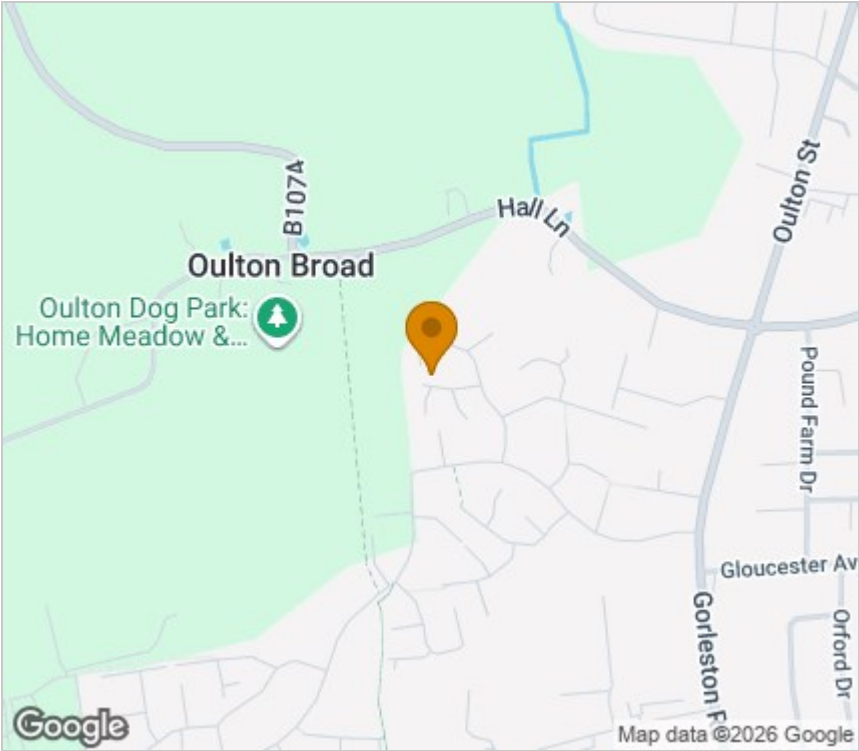 B1074
Hall Ln
Oulton St
Oulton Broad
Oulton Dog Park:
Home Meadow &...
Pound Farm Dr
Gloucester Av
Gorleston R
Orford Dr
Google
Map data ©2026 Google